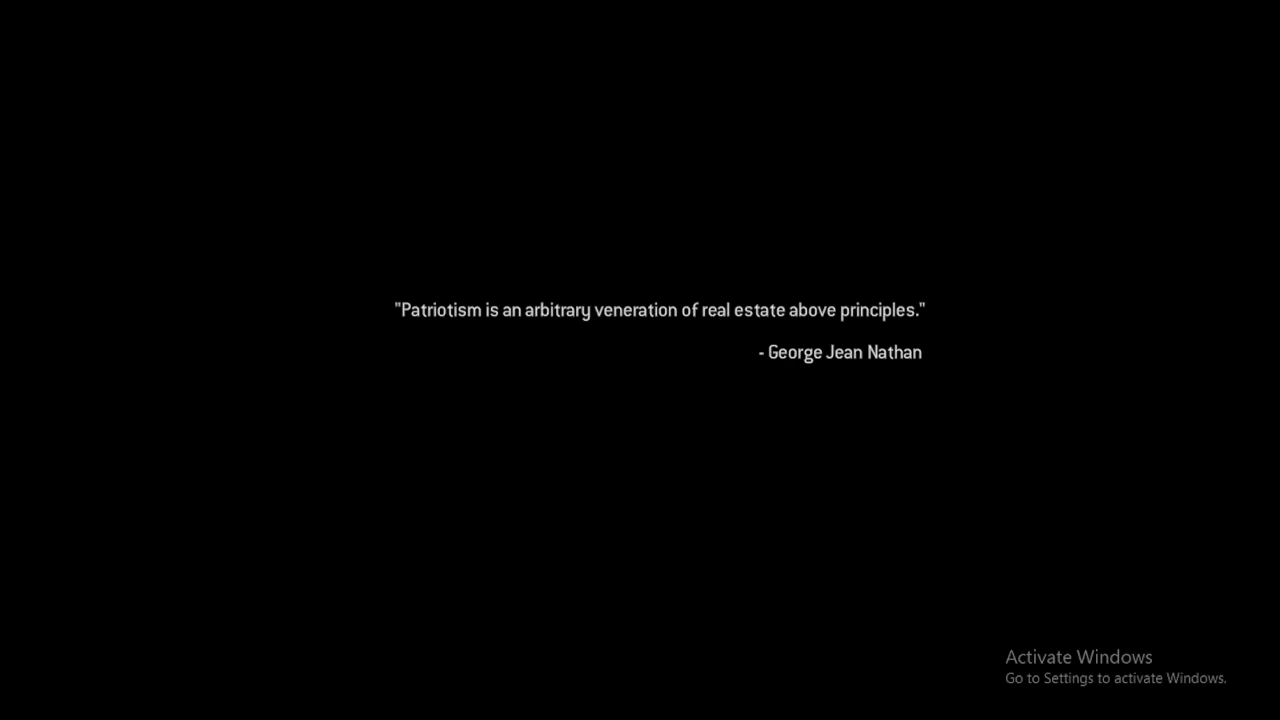 "Patriotism is an arbitrary veneration of real estate above principles."
- George Jean Nathan
Activate Windows
Go to Settings to activate Windows.